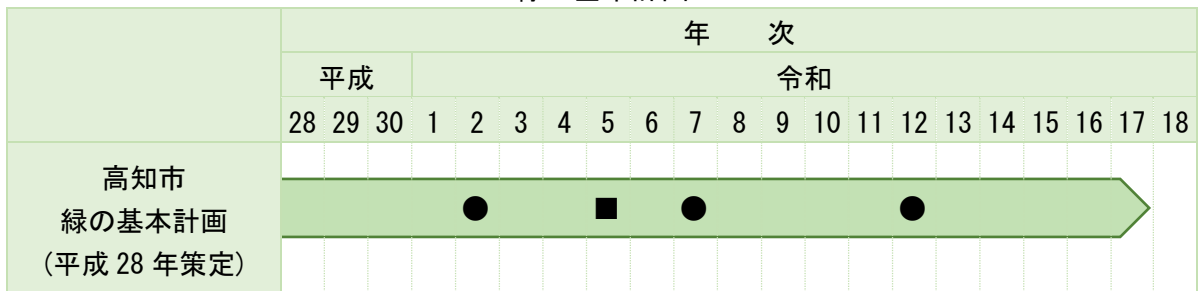 年 次
平成 令和
28 29 30 1 2 3 4 5 6 7 8 9 10 11 12 13 14 15 16 17 18
高知市
緑の基本計画
(平成 28 年策定)
● ■ ● ●